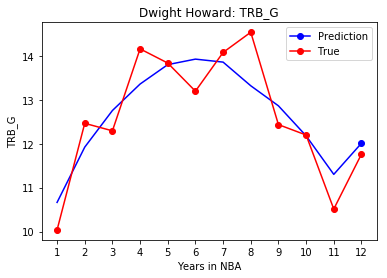 Dwight Howard: TRB_G
Prediction
True
14
13
12
11
10
TRB_G
1 2 3 4 5 6 7 8 9 10 11 12
Years in NBA